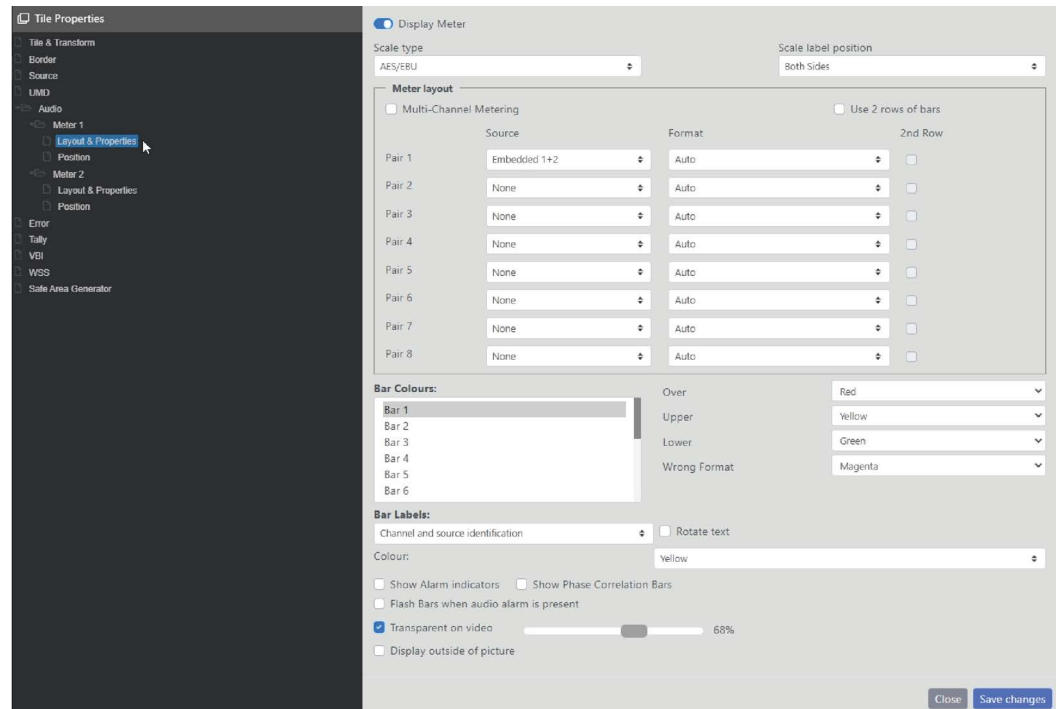 Tile Properties
Tile & Transform
Border
Source
UMD
Audio
Meter 1
Layout & Properties
Position
Meter 2
Layout & Properties
Position
Error
Tally
VBI
WSS
Safe Area Generator
Display Meter
Scale type Scale label position
AES/EBU Both Sides
Meter layout
Multi-Channel Metering Use 2 rows of bars
Source Format 2nd Row
Pair 1 Embedded 1+2 Auto
Pair 2 None Auto
Pair 3 None Auto
Pair 4 None Auto
Pair 5 None Auto
Pair 6 None Auto
Pair 7 None Auto
Pair 8 None Auto
Bar Colours:
Bar 1
Bar 2
Bar 3
Bar 4
Bar 5
Bar 6
Over Red
Upper Yellow
Lower Green
Wrong Format Magenta
Bar Labels:
Channel and source identification Rotate text
Colour: Yellow
Show Alarm indicators Show Phase Correlation Bars
Flash Bars when audio alarm is present
Transparent on video 68%
Display outside of picture
Close Save changes